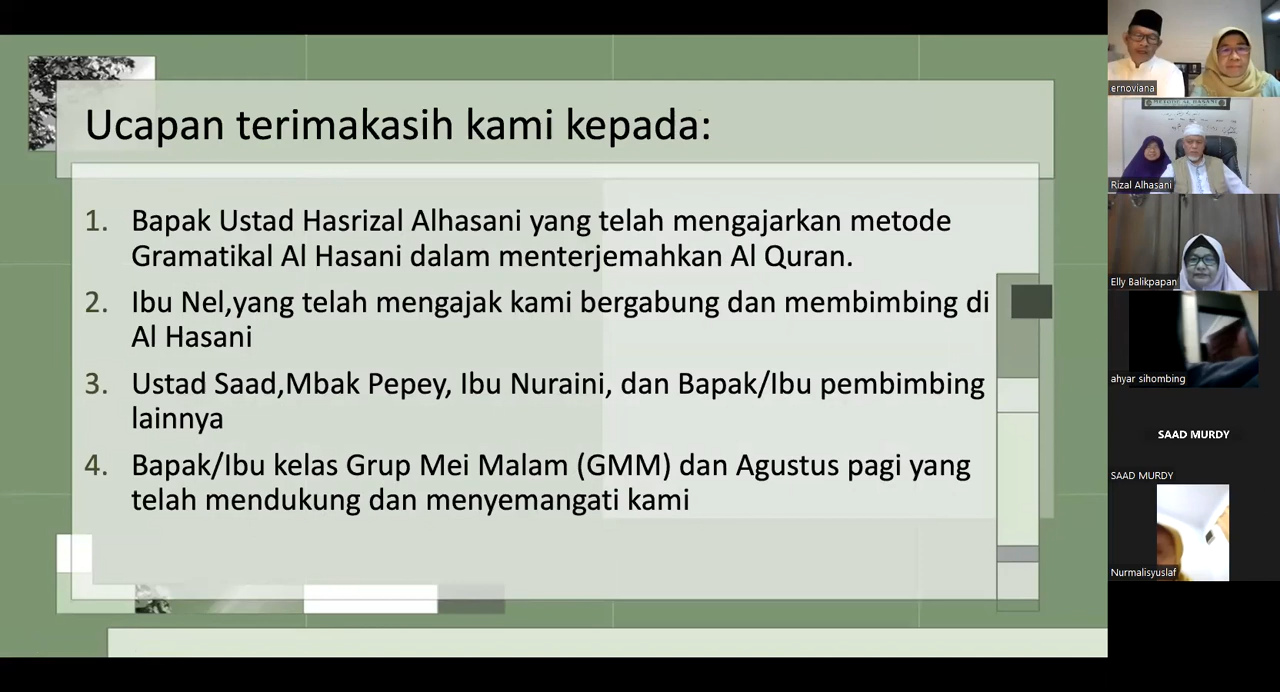 Ucapan terimakasih kami kepada:
1. Bapak Ustad Hasrizal Alhasani yang telah mengajarkan metode
Gramatikal Al Hasani dalam menterjemahkan Al Quran.
2. Ibu Nel,yang telah mengajak kami bergabung dan membimbing di
Al Hasani
3. Ustad Saad,Mbak Pepey, Ibu Nuraini, dan Bapak/Ibu pembimbing
lainnya
4. Bapak/Ibu kelas Grup Mei Malam (GMM) dan Agustus pagi yang
telah mendukung dan menyemangati kami
ernoviana
METODE AL HASANI
Rizal Alhasani
Elly Balikpapan
ahyar sihombing
SAAD MURDY
SAAD MURDY
Nurmalisyuslaf